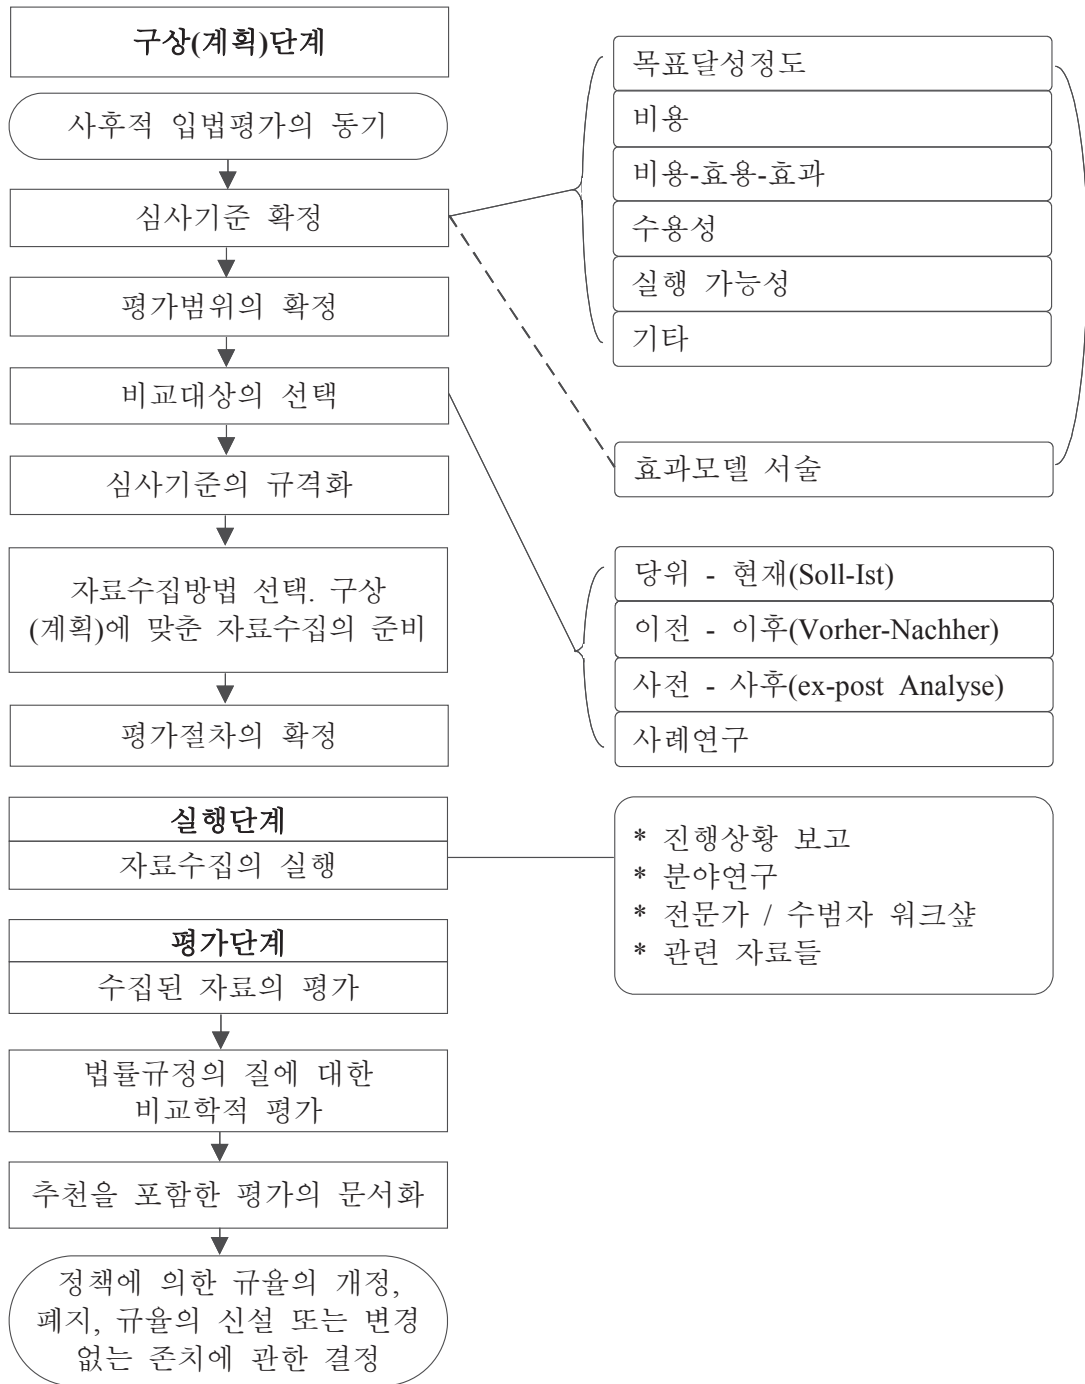 구상(계획)단계
사후적 입법평가의 동기
심사기준 확정
평가범위의 확정
비교대상의 선택
심사기준의 규격화
자료수집방법 선택. 구상
(계획)에 맞춘 자료수집의 준비
평가절차의 확정
목표달성정도
비용
비용-효용-효과
수용성
실행 가능성
기타
효과모델 서술
당위 - 현재(Soll-Ist)
이전 - 이후(Vorher-Nachher)
사전 - 사후(ex-post Analyse)
사례연구
실행단계
자료수집의 실행
* 진행상황 보고
* 분야연구
* 전문가 / 수범자 워크샾
* 관련 자료들
평가단계
수집된 자료의 평가
법률규정의 질에 대한
비교학적 평가
추천을 포함한 평가의 문서화
정책에 의한 규율의 개정,
폐지, 규율의 신설 또는 변경
없는 존치에 관한 결정